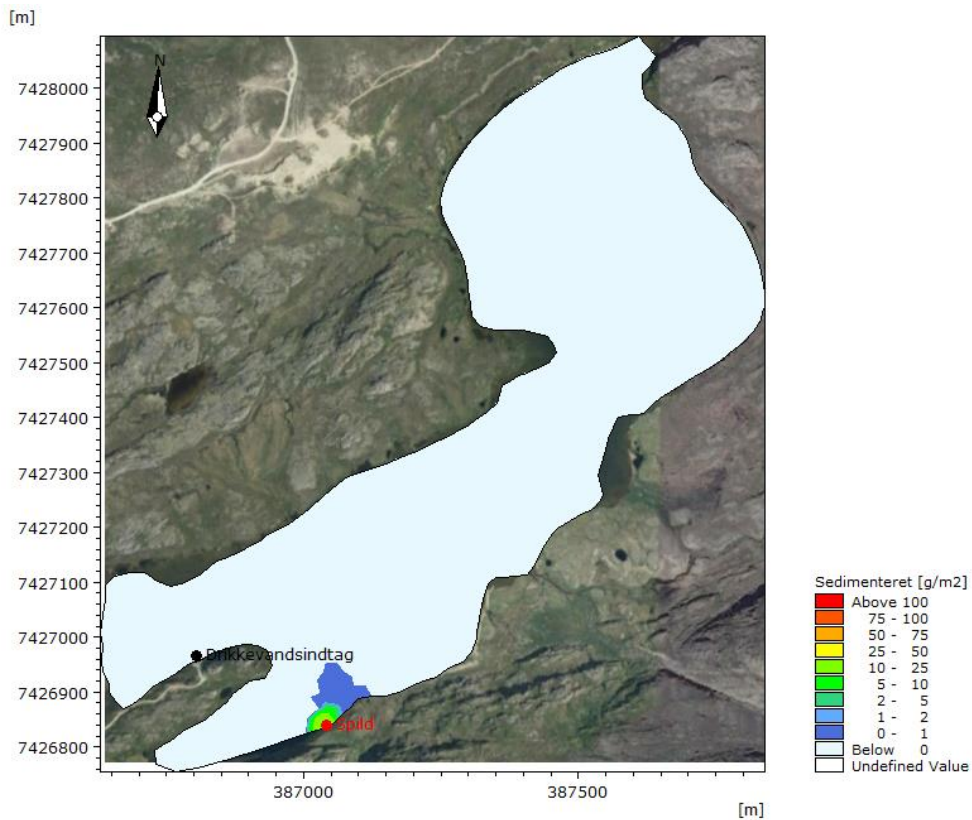 [m]
N
7428000
7427900
7427800
7427700
7427600
7427500
7427400
7427300
7427200
7427100
7427000
7426900
7426800
Drikkevandsindtag
Spild
387000
387500
[m]
Sedimenteret [g/m2]
Above 100
75 - 100
50 - 75
25 - 50
10 - 25
5 - 10
2 - 5
1 - 2
0 - 1
Below 0
Undefined Value